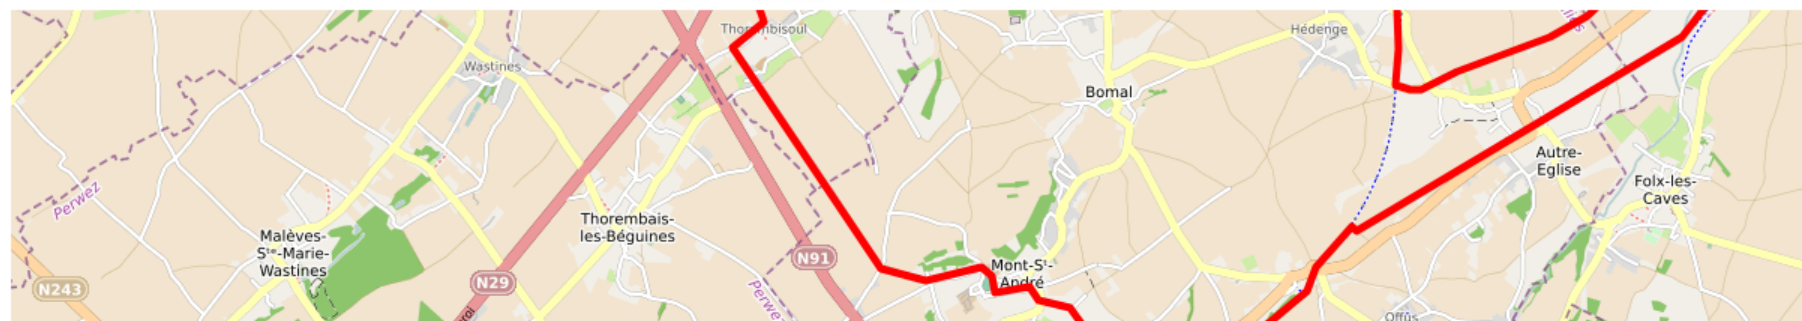 Thorembisoul
Hédenge
Wastines
Bomal
Autre-
Eglise
Folx-les-
Caves
Perwez
Thorembais-
les-Béguines
Malèves-
Sᵗᵉ-Marie-
Wastines
N91
Mont-Sᵗ-
André
N29
N243
Perwez
Offus